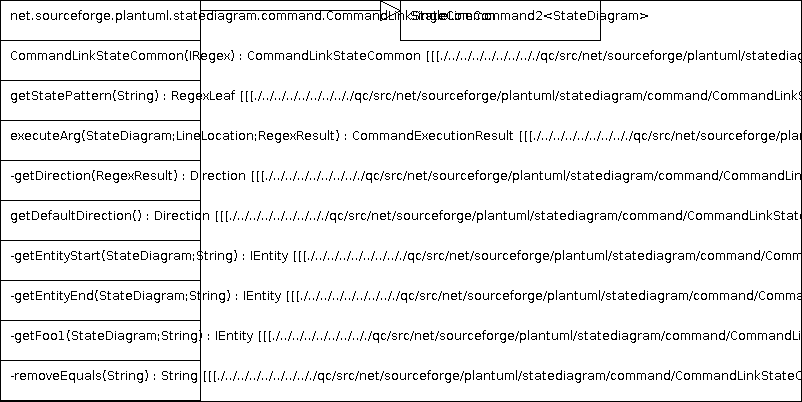 net.sourceforge.plantuml.statediagram.command.CommandLinkStateCommon
SingleLineCommand2<StateDiagram>
CommandLinkStateCommon(IRegex) : CommandLinkStateCommon [[[./../../../../../../../../qc/src/net/sourceforge/plantuml/statediag
getStatePattern(String) : RegexLeaf [[[./../../../../../../../../qc/src/net/sourceforge/plantuml/statediagram/command/CommandLinkS
executeArg(StateDiagram;LineLocation;RegexResult) : CommandExecutionResult [[[./../../../../../../../../qc/src/net/sourceforge/plan
-getDirection(RegexResult) : Direction [[[./../../../../../../../../qc/src/net/sourceforge/plantuml/statediagram/command/CommandLin
getDefaultDirection() : Direction [[[./../../../../../../../../qc/src/net/sourceforge/plantuml/statediagram/command/CommandLinkState
-getEntityStart(StateDiagram;String) : IEntity [[[./../../../../../../../../qc/src/net/sourceforge/plantuml/statediagram/command/Comm
-getEntityEnd(StateDiagram;String) : IEntity [[[./../../../../../../../../qc/src/net/sourceforge/plantuml/statediagram/command/Comma
-getFoo1(StateDiagram;String) : IEntity [[[./../../../../../../../../qc/src/net/sourceforge/plantuml/statediagram/command/CommandLi
-removeEquals(String) : String [[[./../../../../../../../../qc/src/net/sourceforge/plantuml/statediagram/command/CommandLinkStateC